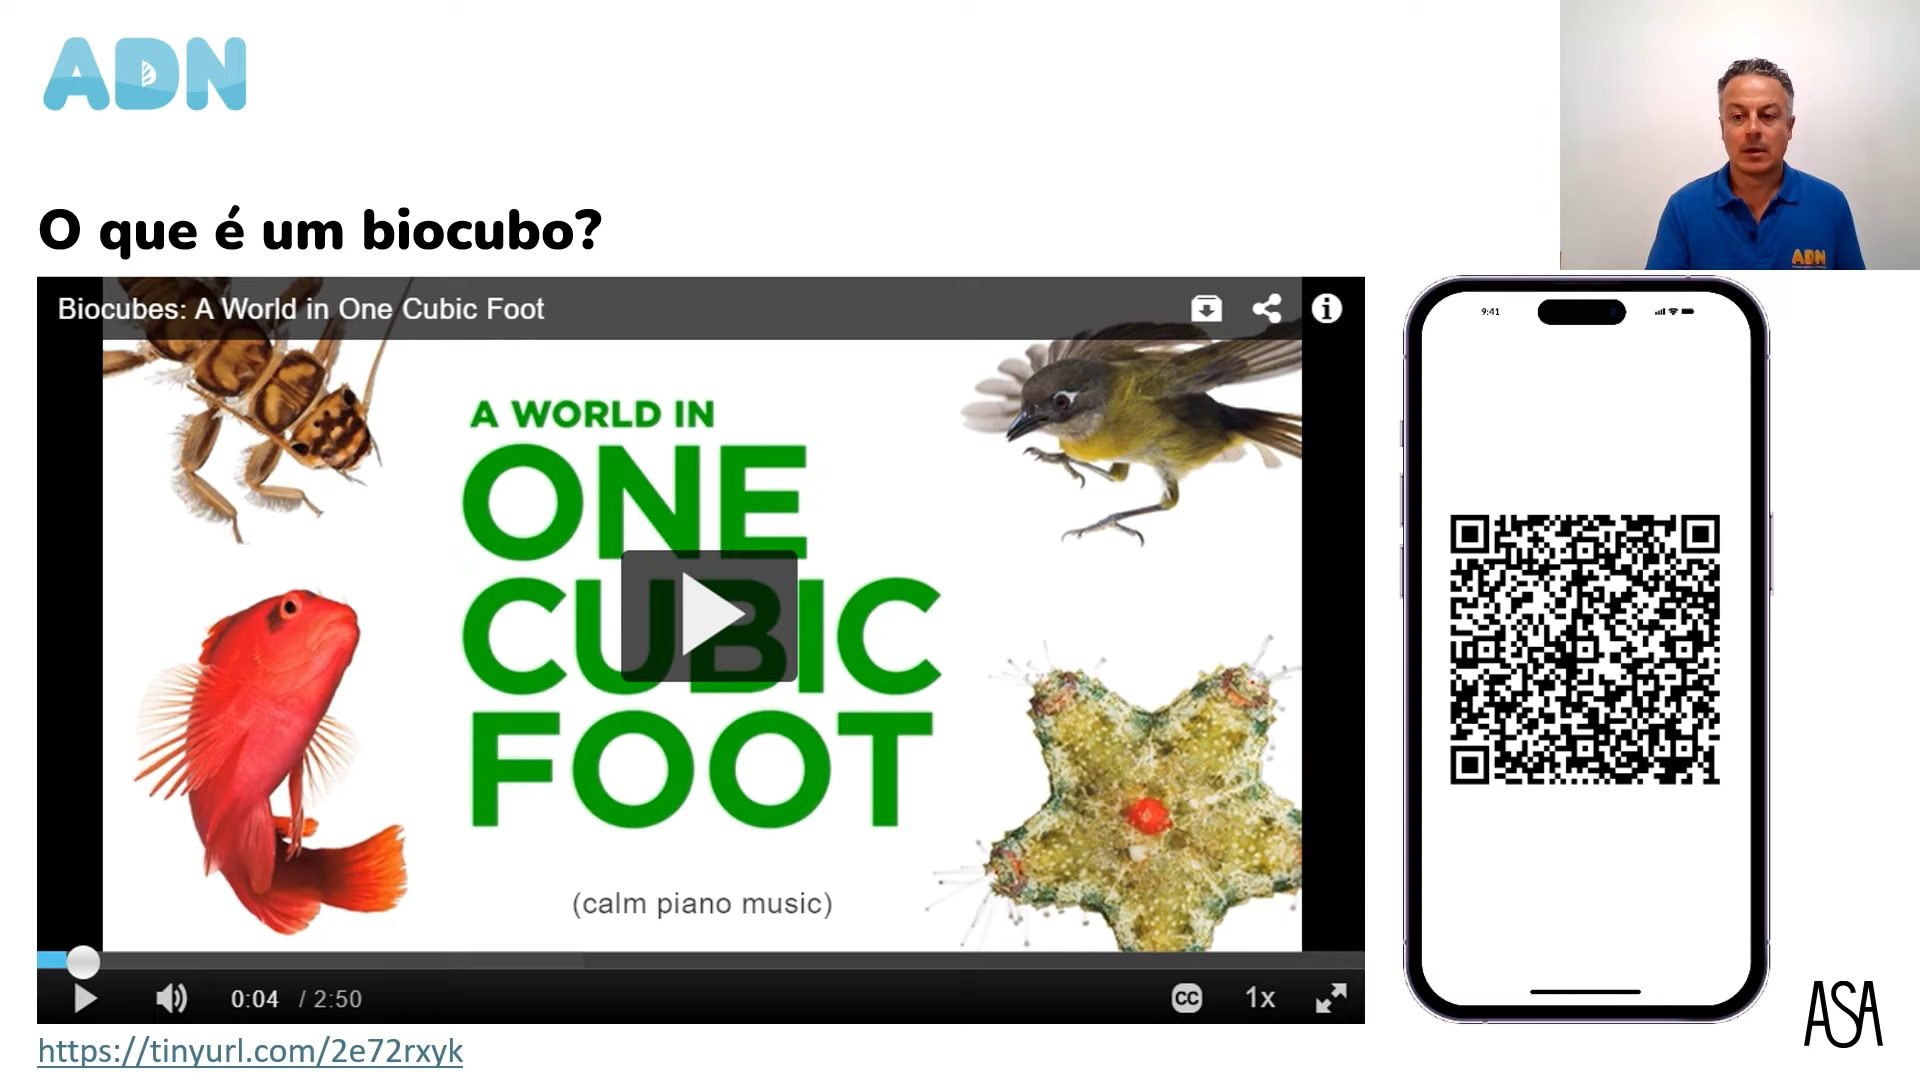 ADN
O que é um biocubo?
ADN
Biocubes: A World in One Cubic Foot
9:41
A WORLD IN
ONE
CUBIC
FOOT
(calm piano music)
0:04 / 2:50
CC
1x
ASA
https://tinyurl.com/2e72rxyk